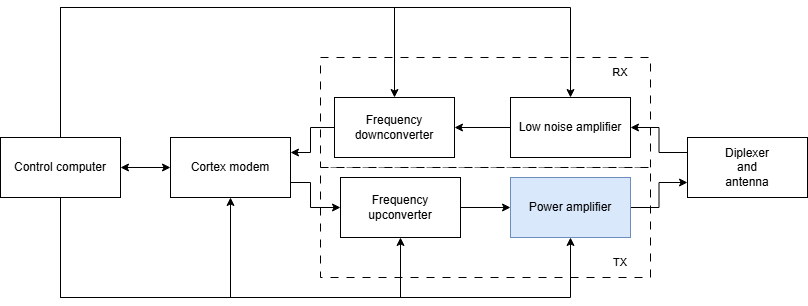 RX
Frequency
downconverter
Low noise amplifier
Control computer
Cortex modem
Diplexer
and
antenna
Frequency
upconverter
Power amplifier
TX